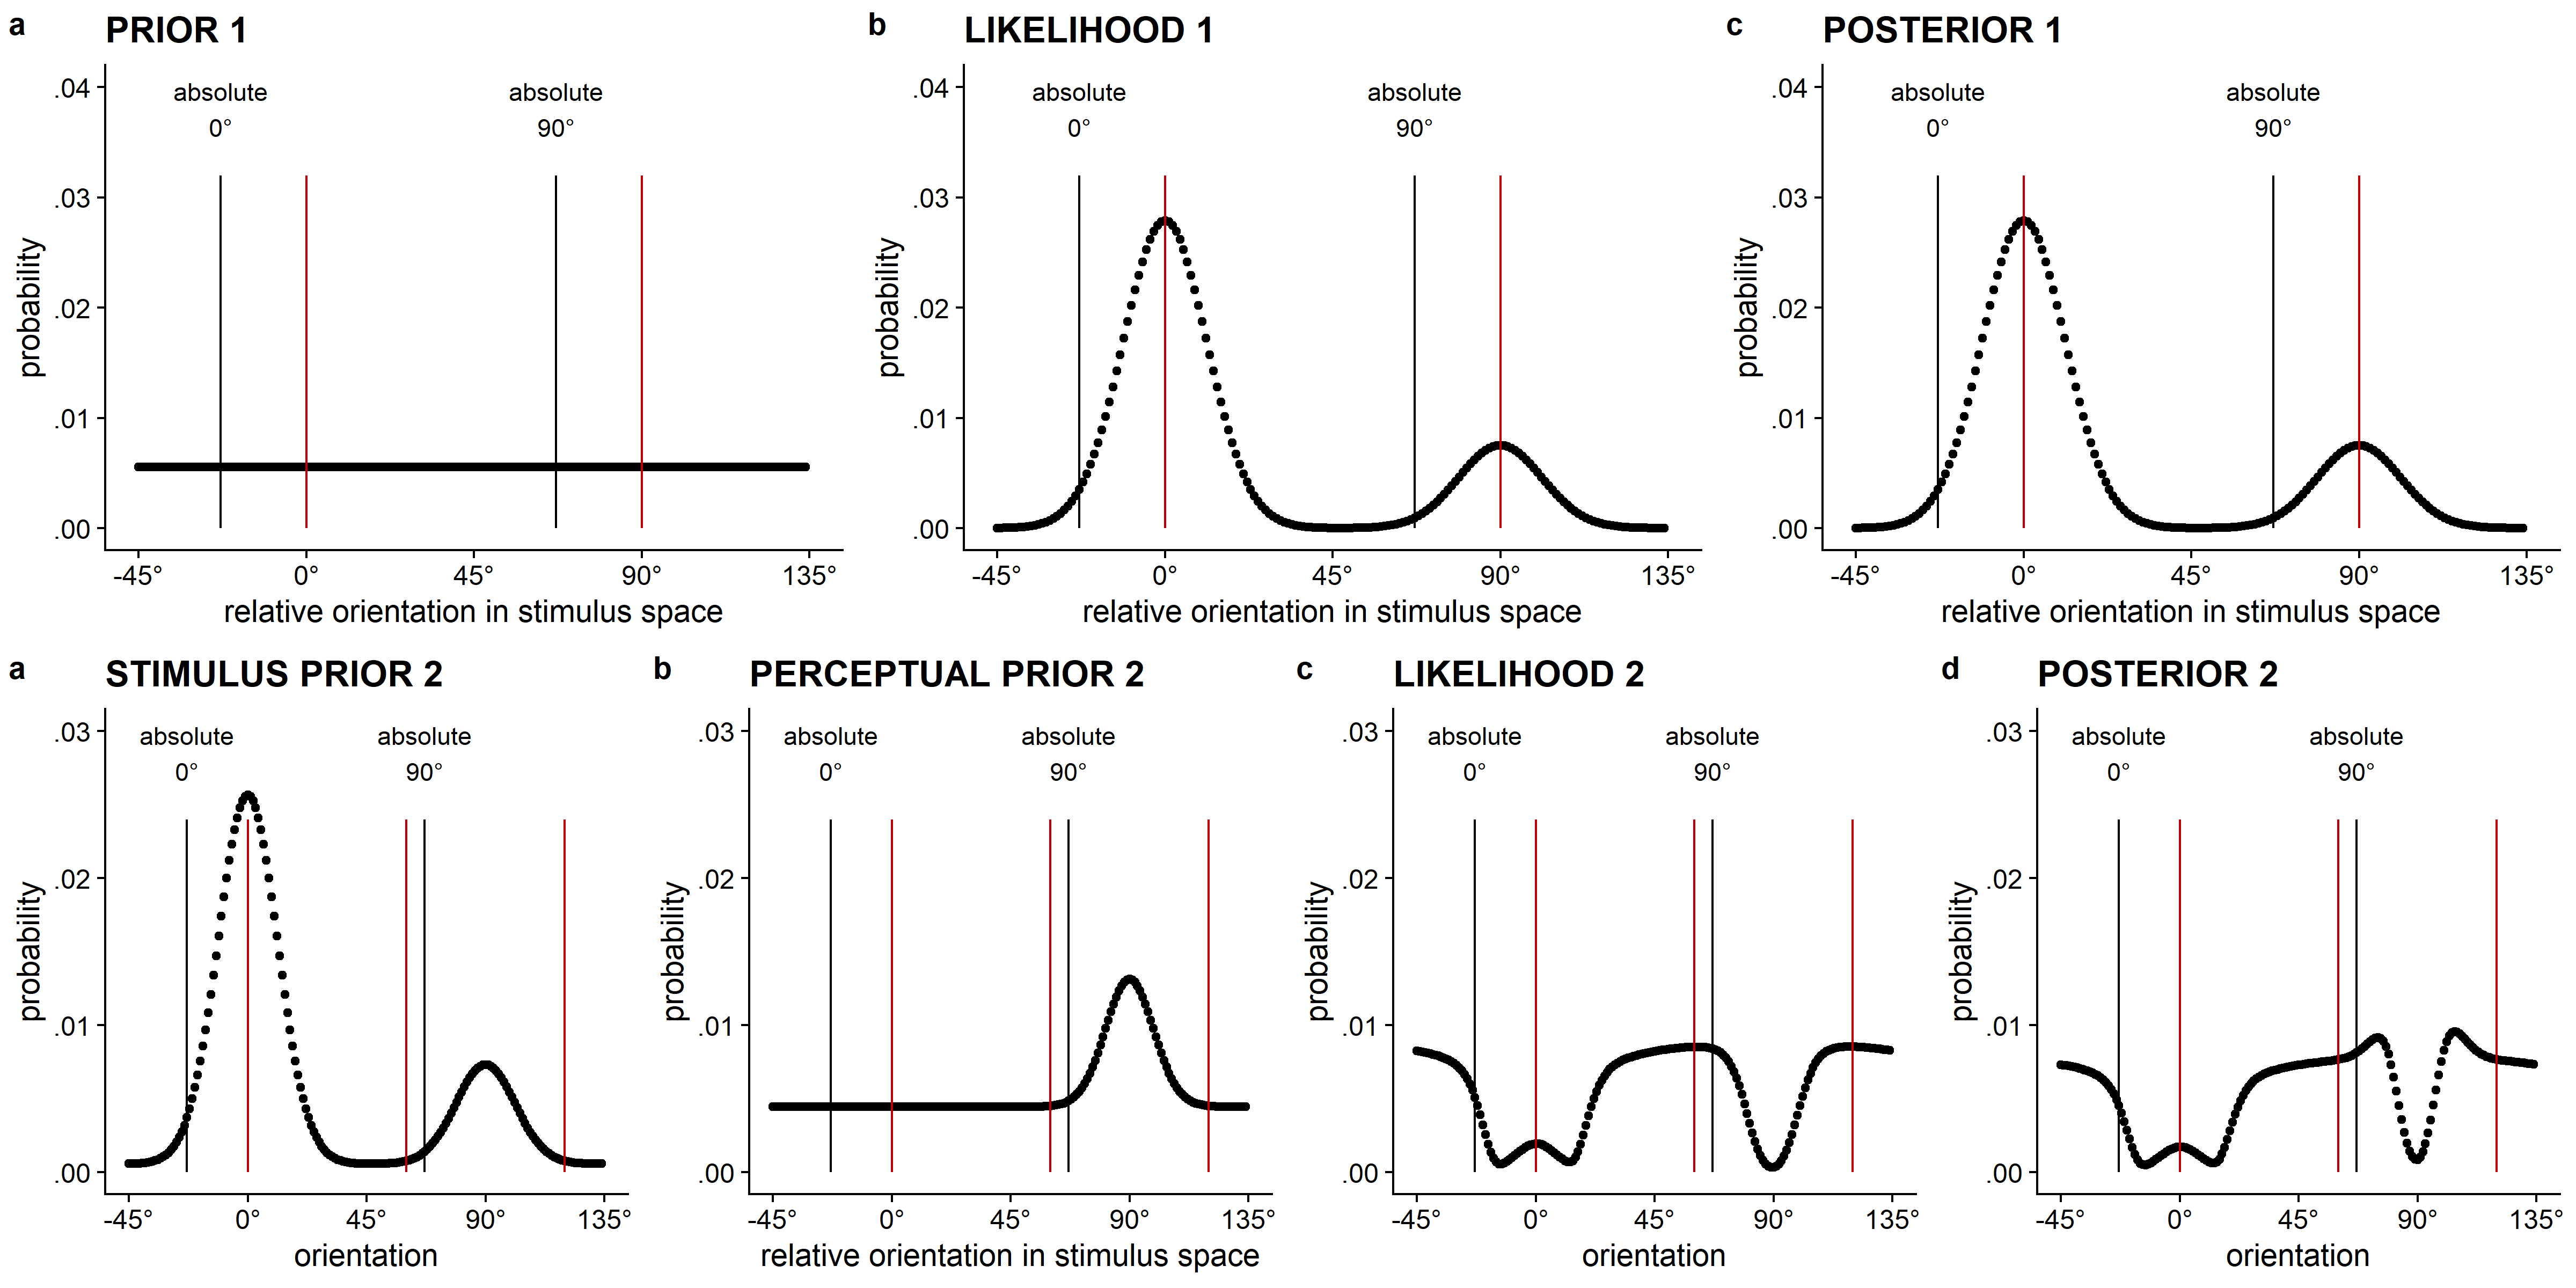 a PRIOR 1
.04
.03
.02
.01
.00
absolute 0°
absolute 90°
probability
-45° 0° 45° 90° 135°
relative orientation in stimulus space
b LIKELIHOOD 1
.04
.03
.02
.01
.00
absolute 0°
absolute 90°
probability
-45° 0° 45° 90° 135°
relative orientation in stimulus space
c POSTERIOR 1
.04
.03
.02
.01
.00
absolute 0°
absolute 90°
probability
-45° 0° 45° 90° 135°
relative orientation in stimulus space
a STIMULUS PRIOR 2
.03
.02
.01
.00
absolute 0°
absolute 90°
probability
-45° 0° 45° 90° 135°
orientation
b PERCEPTUAL PRIOR 2
.03
.02
.01
.00
absolute 0°
absolute 90°
probability
-45° 0° 45° 90° 135°
relative orientation in stimulus space
c LIKELIHOOD 2
.03
.02
.01
.00
absolute 0°
absolute 90°
probability
-45° 0° 45° 90° 135°
orientation
d POSTERIOR 2
.03
.02
.01
.00
absolute 0°
absolute 90°
probability
-45° 0° 45° 90° 135°
orientation